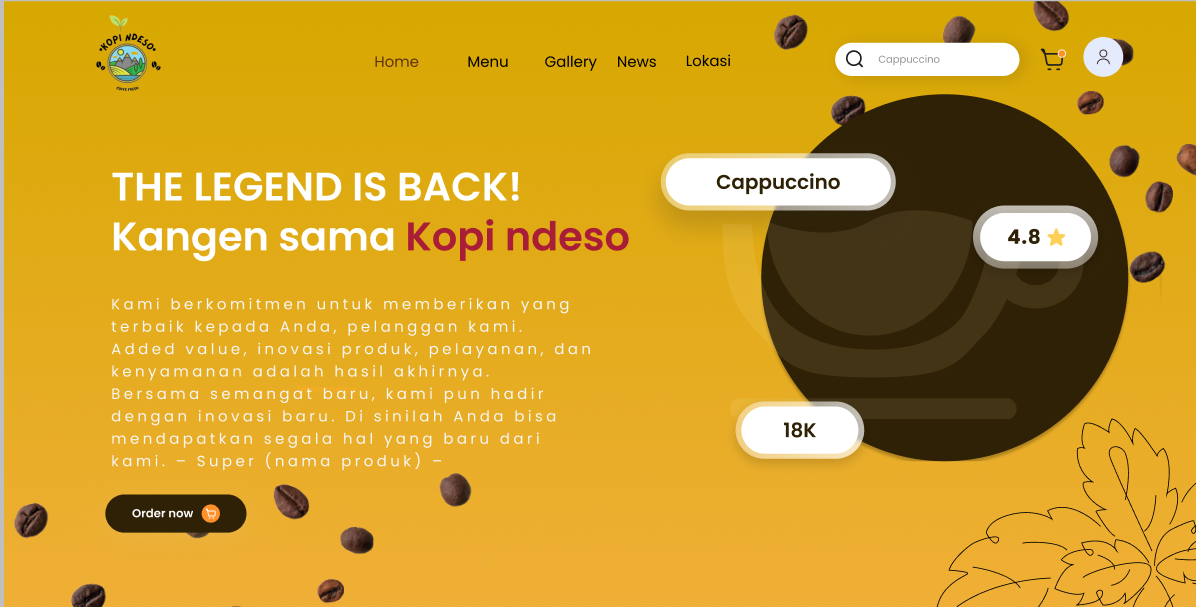 KOPI NDESO
Home Menu Gallery News Lokasi
Cappuccino
THE LEGEND IS BACK!
Kangen sama Kopi ndeso
Cappuccino
4.8
18K
Kami berkomitmen untuk memberikan yang
terbaik kepada Anda, pelanggan kami.
Added value, inovasi produk, pelayanan, dan
kenyamanan adalah hasil akhirnya.
Bersama semangat baru, kami pun hadir
dengan inovasi baru. Di sinilah Anda bisa
mendapatkan segala hal yang baru dari
kami. – Super (nama produk) –
Order now